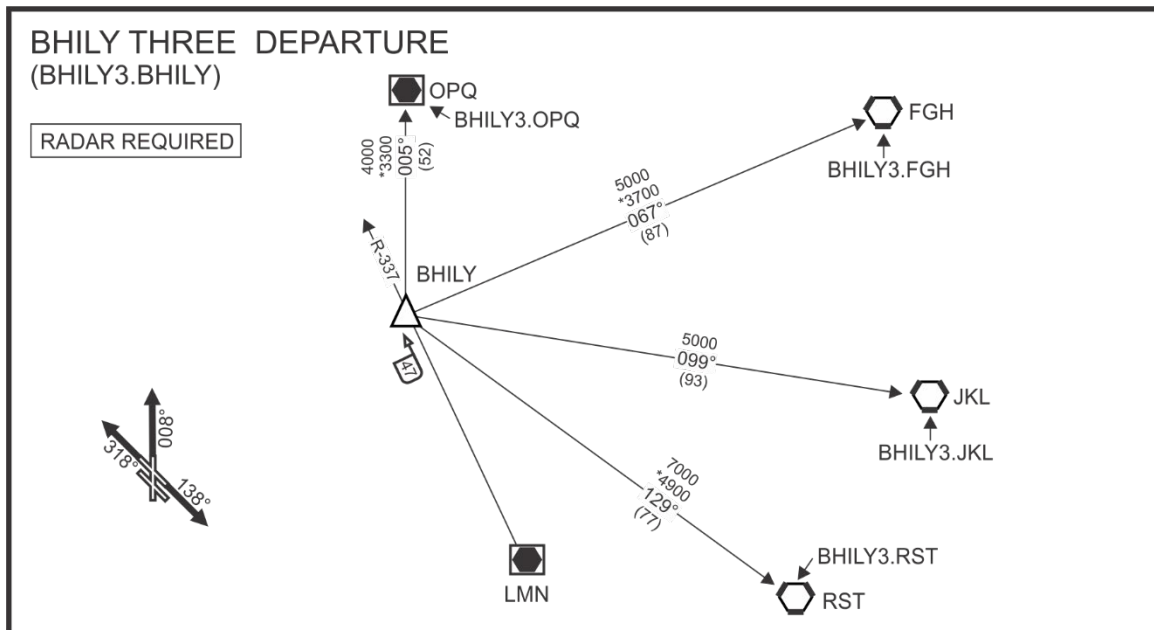 BHILY THREE DEPARTURE
(BHILY3.BHILY)
RADAR REQUIRED
OPQ
BHILY3.OPQ
4000
*3300
005°
(52)
FGH
BHILY3.FGH
5000
*3700
067°
(87)
R-337
BHILY
47
5000
099°
(93)
JKL
BHILY3.JKL
008°
318°
138°
7000
*4900
129°
(77)
LMN
BHILY3.RST
RST